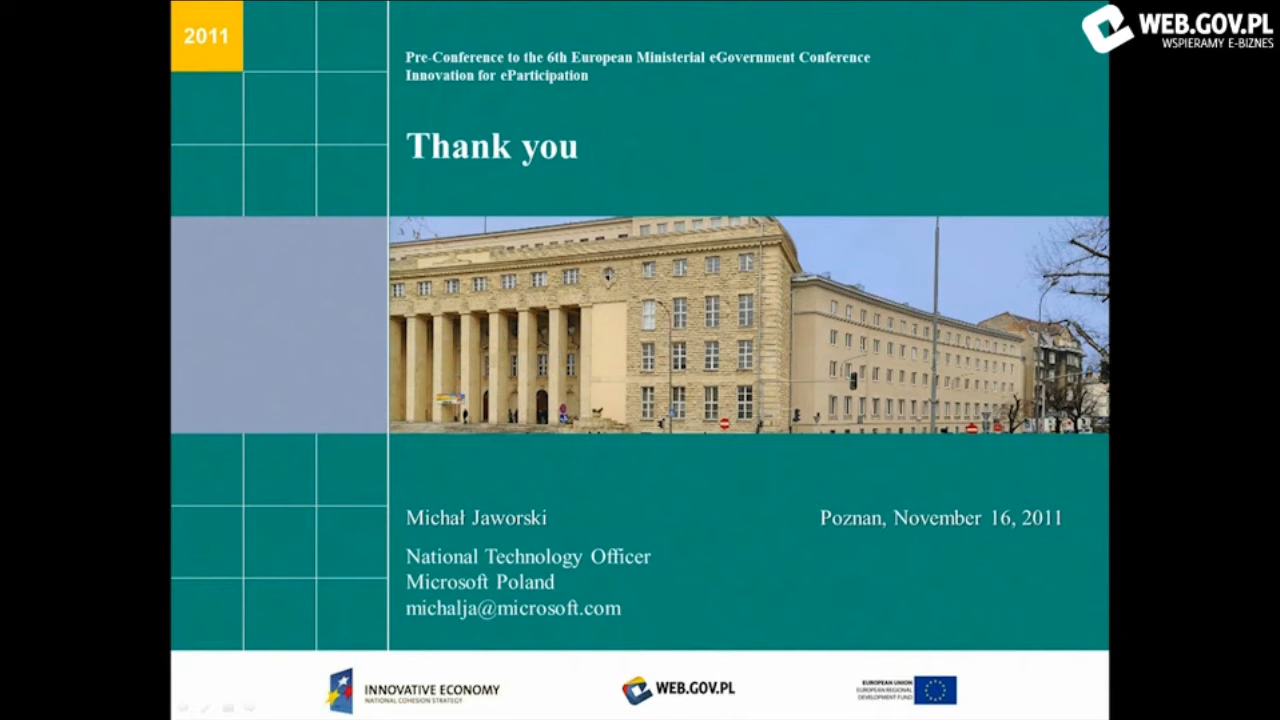 2011
WEB.GOV.PL
WSPIERAMY E-BIZNES
Pre-Conference to the 6th European Ministerial eGovernment Conference
Innovation for eParticipation
Thank you
Michał Jaworski
Poznan, November 16, 2011
National Technology Officer
Microsoft Poland
michalja@microsoft.com
INNOVATIVE ECONOMY
NATIONAL COHESION STRATEGY
WEB.GOV.PL
EUROPEAN UNION
EUROPEAN REGIONAL
DEVELOPMENT FUND